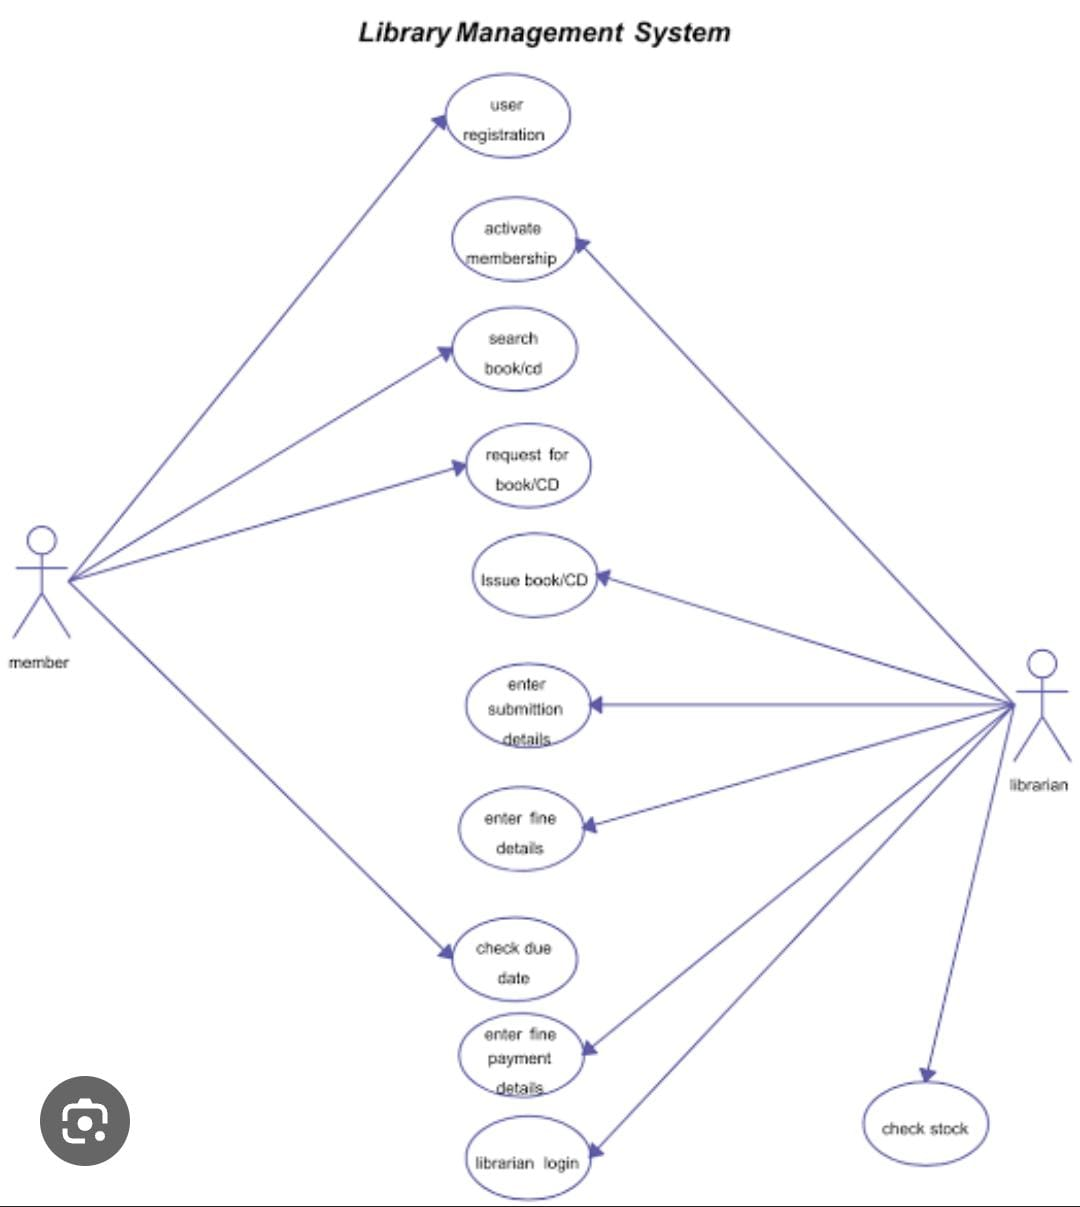 Library Management System
user
registration
activate
membership
search
book/cd
request for
book/CD
Issue book/CD
member
enter
submittion
details
librarian
enter fine
details
check due
date
enter fine
payment
details
check stock
librarian login